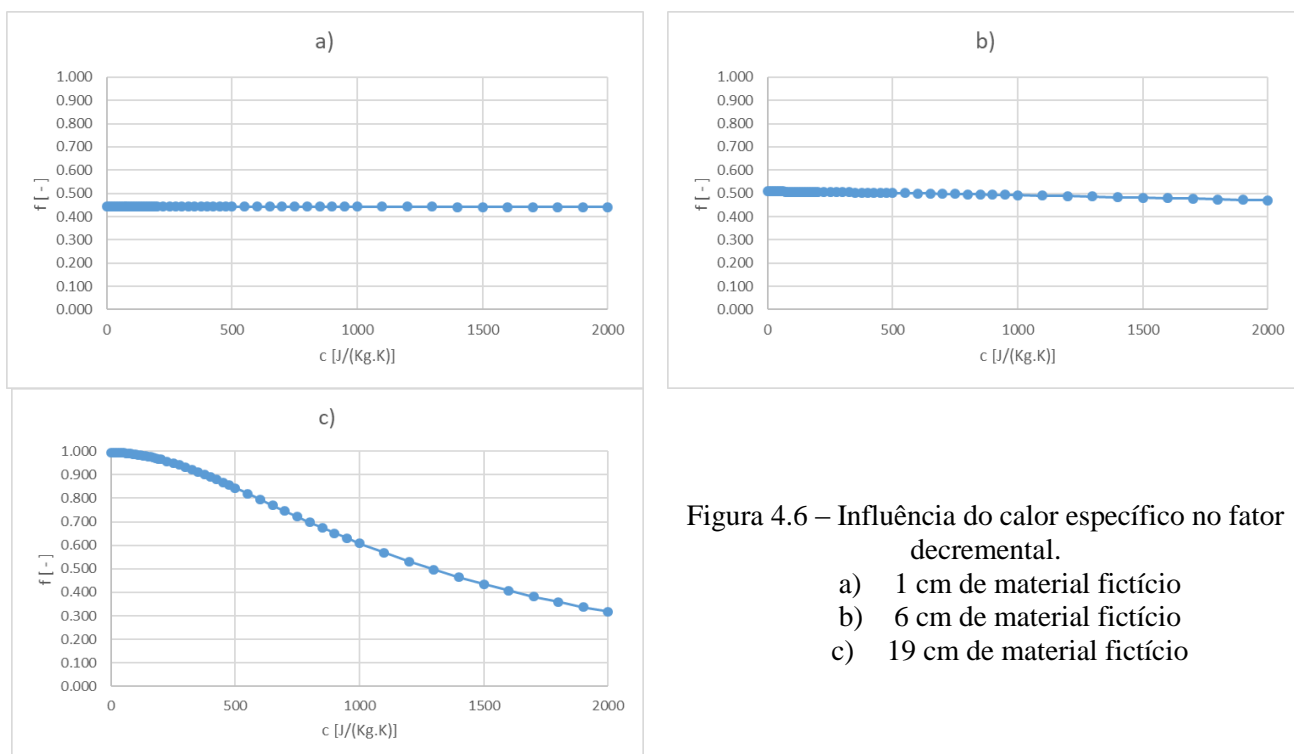 a)
1.000
0.900
0.800
0.700
0.600
0.500
0.400
0.300
0.200
0.100
0.000
f [ - ]
0 500 1000 1500 2000
c [J/(Kg.K)]
b)
1.000
0.900
0.800
0.700
0.600
0.500
0.400
0.300
0.200
0.100
0.000
f [ - ]
0 500 1000 1500 2000
c [J/(Kg.K)]
c)
1.000
0.900
0.800
0.700
0.600
0.500
0.400
0.300
0.200
0.100
0.000
f [ - ]
0 500 1000 1500 2000
c [J/(Kg.K)]
Figura 4.6 – Influência do calor específico no fator
decremental.
a) 1 cm de material fictício
b) 6 cm de material fictício
c) 19 cm de material fictício